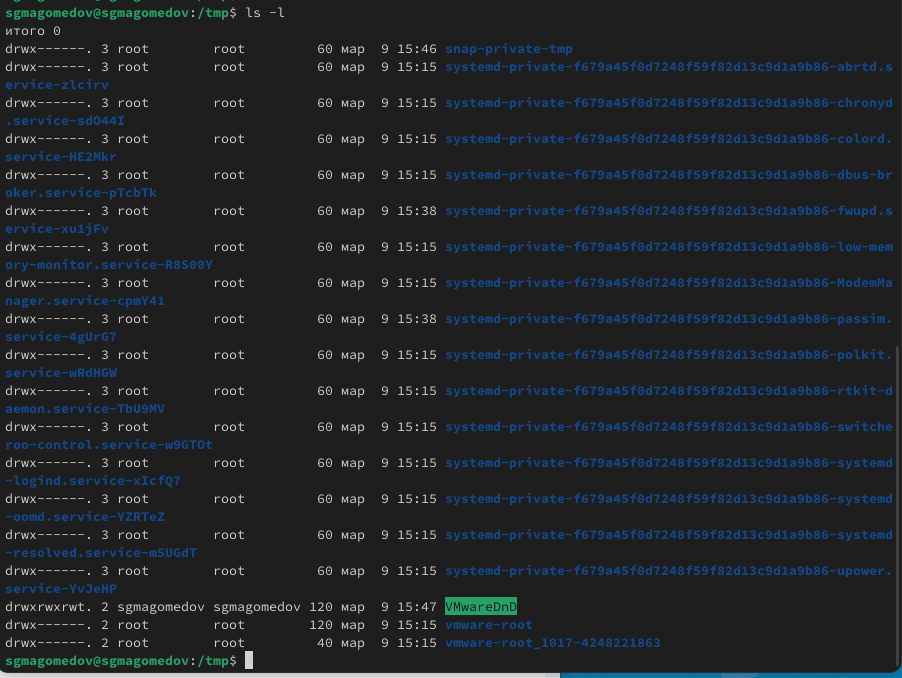 sgmagomedov@sgmagomedov:/tmp$ ls -l
итого 0
drwx------. 3 root        root         60 мар  9 15:46 snap-private-tmp
drwx------. 3 root        root         60 мар  9 15:15 systemd-private-f679a45f0d7248f59f82d13c9d1a9b86-abrtd.s
ervice-zlcirv
drwx------. 3 root        root         60 мар  9 15:15 systemd-private-f679a45f0d7248f59f82d13c9d1a9b86-chronyd
.service-sdO44I
drwx------. 3 root        root         60 мар  9 15:15 systemd-private-f679a45f0d7248f59f82d13c9d1a9b86-colord.
service-HE2Mkr
drwx------. 3 root        root         60 мар  9 15:15 systemd-private-f679a45f0d7248f59f82d13c9d1a9b86-dbus-br
oker.service-pTcbTk
drwx------. 3 root        root         60 мар  9 15:38 systemd-private-f679a45f0d7248f59f82d13c9d1a9b86-fwupd.s
ervice-xu1jFv
drwx------. 3 root        root         60 мар  9 15:15 systemd-private-f679a45f0d7248f59f82d13c9d1a9b86-low-mem
ory-monitor.service-R8S00Y
drwx------. 3 root        root         60 мар  9 15:15 systemd-private-f679a45f0d7248f59f82d13c9d1a9b86-ModemMa
nager.service-cpmY41
drwx------. 3 root        root         60 мар  9 15:38 systemd-private-f679a45f0d7248f59f82d13c9d1a9b86-passim.
service-4gUrG7
drwx------. 3 root        root         60 мар  9 15:15 systemd-private-f679a45f0d7248f59f82d13c9d1a9b86-polkit.
service-wRdHGW
drwx------. 3 root        root         60 мар  9 15:15 systemd-private-f679a45f0d7248f59f82d13c9d1a9b86-rtkit-d
aemon.service-TbU9MV
drwx------. 3 root        root         60 мар  9 15:15 systemd-private-f679a45f0d7248f59f82d13c9d1a9b86-switche
roo-control.service-w9GTOt
drwx------. 3 root        root         60 мар  9 15:15 systemd-private-f679a45f0d7248f59f82d13c9d1a9b86-systemd
-logind.service-xIcfQ7
drwx------. 3 root        root         60 мар  9 15:15 systemd-private-f679a45f0d7248f59f82d13c9d1a9b86-systemd
-oomd.service-YZRTeZ
drwx------. 3 root        root         60 мар  9 15:15 systemd-private-f679a45f0d7248f59f82d13c9d1a9b86-systemd
-resolved.service-m5UGdT
drwx------. 3 root        root         60 мар  9 15:15 systemd-private-f679a45f0d7248f59f82d13c9d1a9b86-upower.
service-YvJeHP
drwxrwxrwt. 2 sgmagomedov sgmagomedov 120 мар  9 15:47 VMwareDnD
drwx------. 2 root        root        120 мар  9 15:15 vmware-root
drwx------. 2 root        root         40 мар  9 15:15 vmware-root_1017-4248221863
sgmagomedov@sgmagomedov:/tmp$